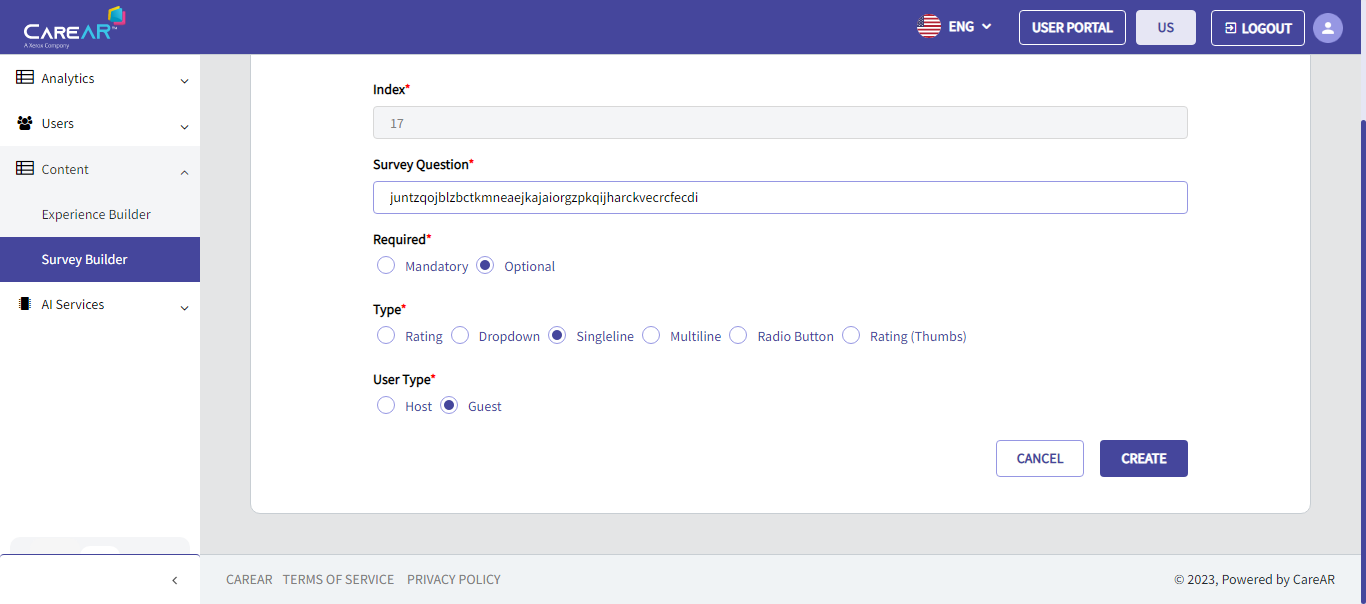 CAREAR™
A Xerox Company
ENG
USER PORTAL
US
LOGOUT
Analytics
Users
Content
Experience Builder
Survey Builder
AI Services
Index*
17
Survey Question*
juntzqojblzbctkmneaejkajaiorgzpkqijharckvecrcfecdi
Required*
Mandatory Optional
Type*
Rating Dropdown Singleline Multiline Radio Button Rating (Thumbs)
User Type*
Host Guest
CANCEL CREATE
CAREAR TERMS OF SERVICE PRIVACY POLICY
© 2023, Powered by CareAR